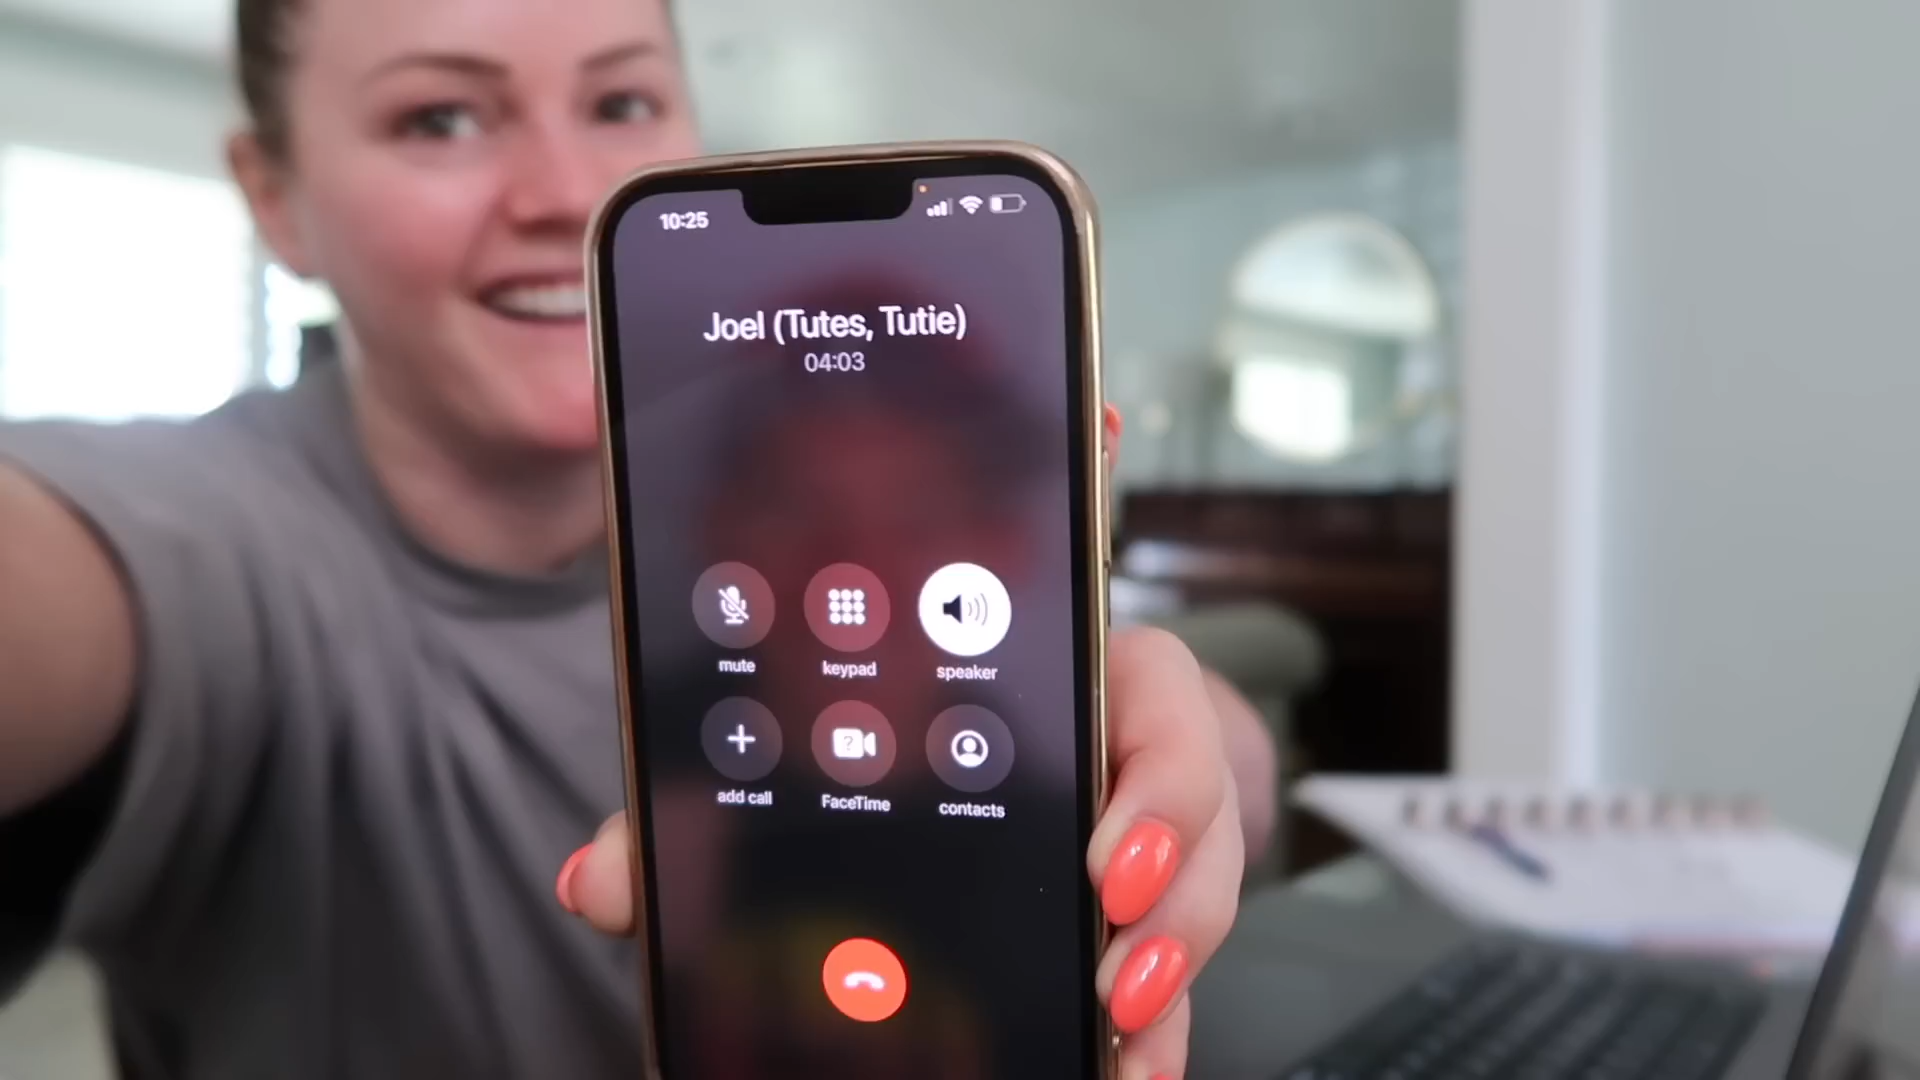 10:25
Joel (Tutes, Tutie)
04:03
mute
keypad
speaker
add call
FaceTime
contacts